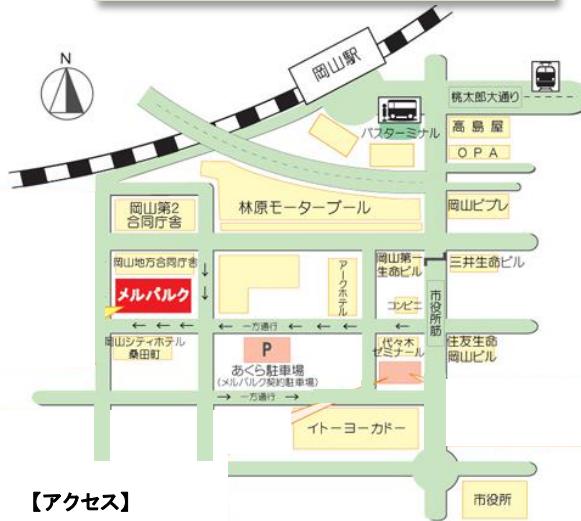 岡山駅
N
桃太郎大通り
バスターミナル
高島屋
OPA
岡山第2
合同庁舎
林原モータープール
岡山ビブレ
岡山地方合同庁舎
アークホテル
岡山第一
生命ビル
三井生命ビル
メルパルク
コンビニ
市役所筋
← ← ← ← 一方通行 ← ← ← ←
岡山シティホテル
桑田町
P
あくら駐車場
(メルパルク契約駐車場)
代々木
ゼミナール
住友生命
岡山ビル
→ 一方通行 → →
イトーヨーカドー
【アクセス】
市役所